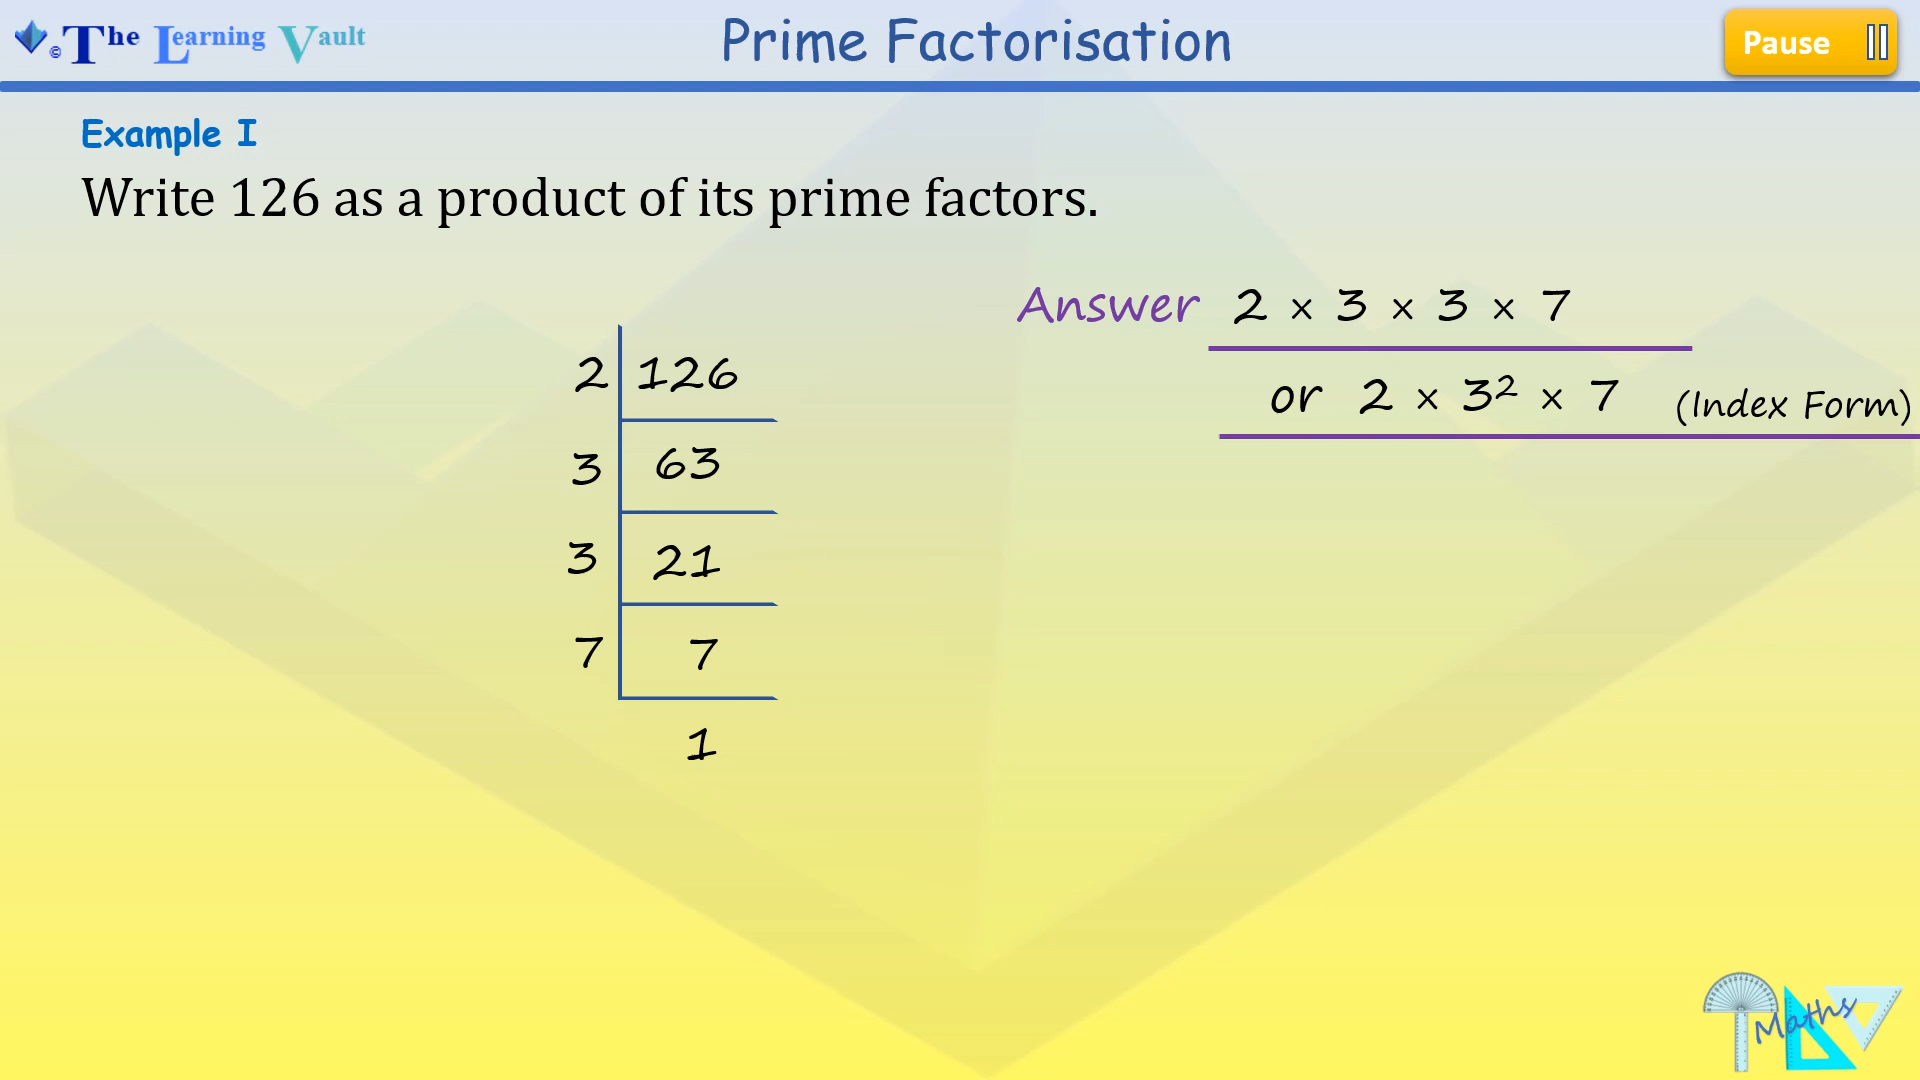 © The Learning Vault
Prime Factorisation
Pause
Example I
Write 126 as a product of its prime factors.
Answer 2 × 3 × 3 × 7
or 2 × 3² × 7 (Index Form)
2 126
3 63
3 21
7 7
1
Maths